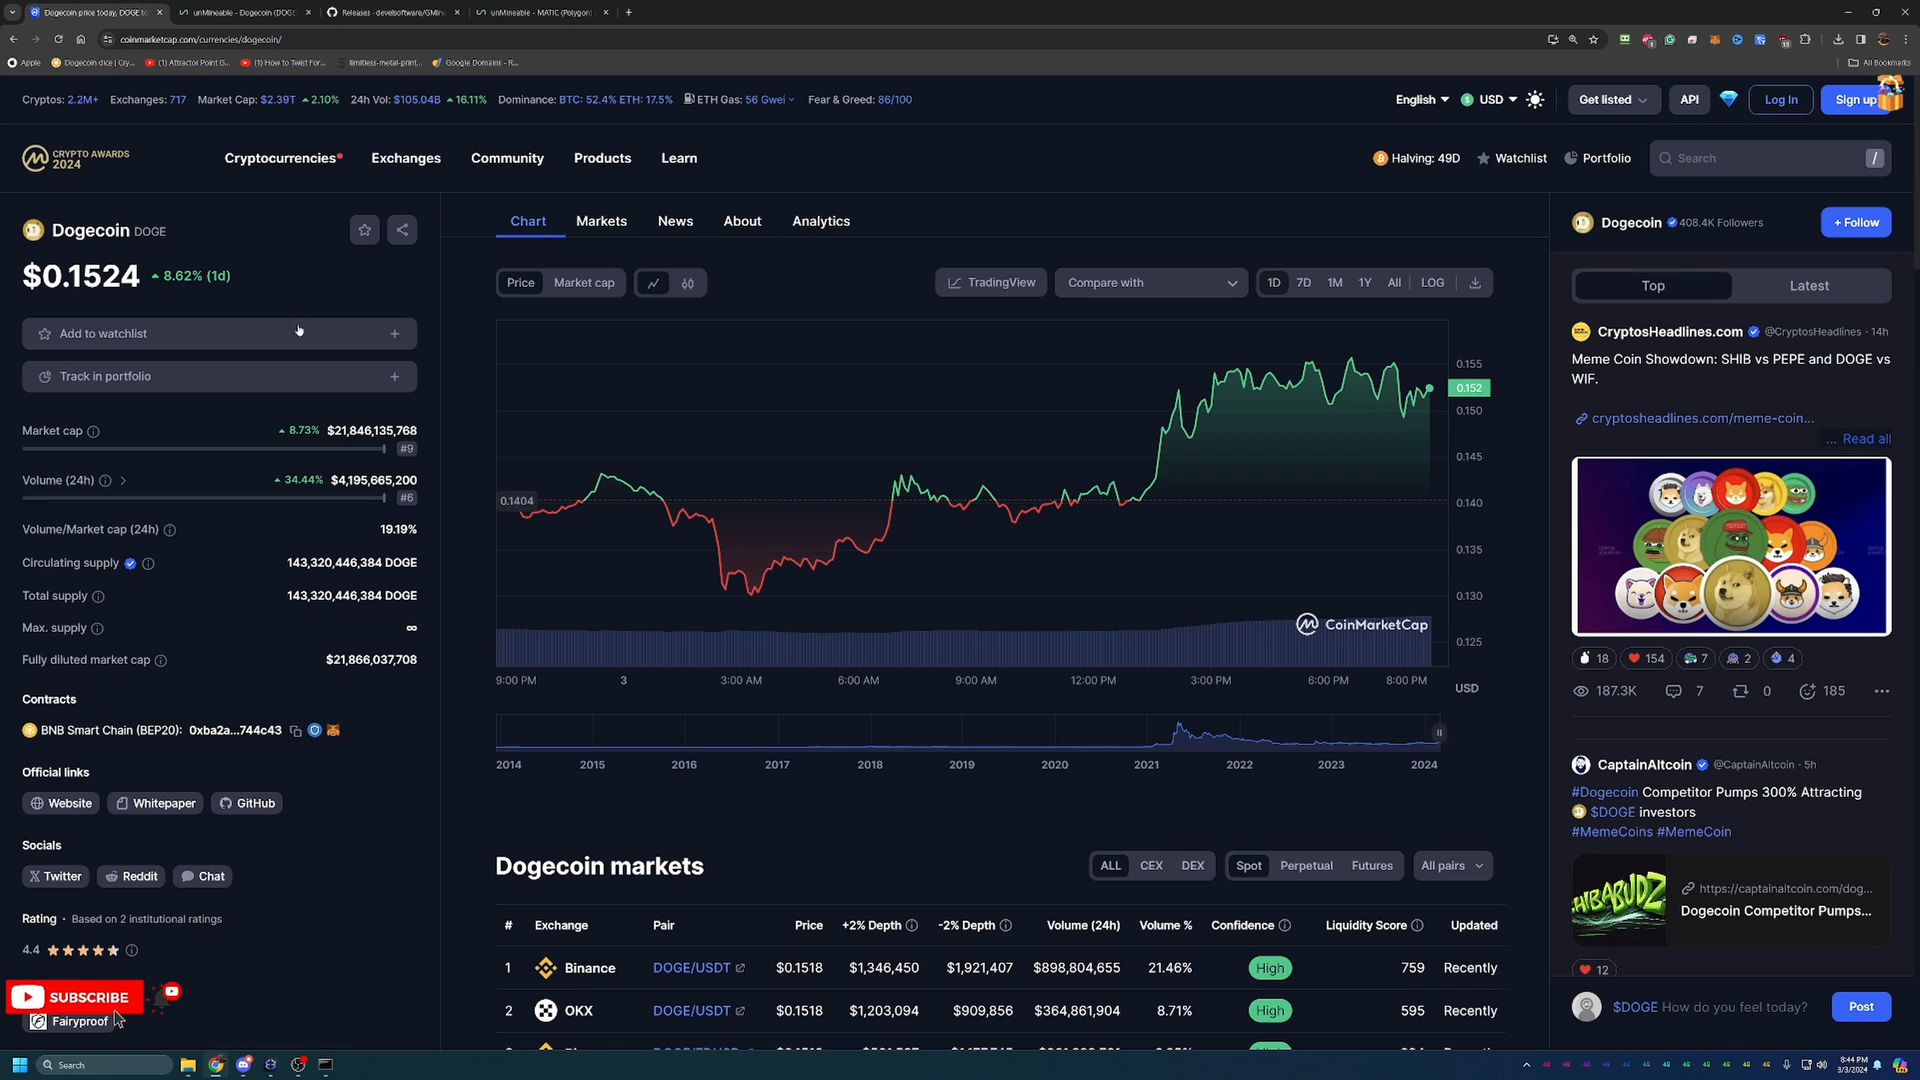 Dogecoin price today, DOGE to
unMineable - Dogecoin (DOGE
Releases · develsoftware/GMine
unMineable - MATIC (Polygon)
coinmarketcap.com/currencies/dogecoin/
Apple
Dogecoin dice | Cry...
(1) Attractor Point G...
(1) How to Twist For...
limitless-metal-print...
Google Domains - R...
All Bookmarks
Cryptos: 2.2M+ Exchanges: 717 Market Cap: $2.39T 2.10% 24h Vol: $105.04B 16.11% Dominance: BTC: 52.4% ETH: 17.5% ETH Gas: 56 Gwei Fear & Greed: 86/100
English USD Get listed API Log In Sign up
CRYPTO AWARDS
2024
Cryptocurrencies Exchanges Community Products Learn
Halving: 49D Watchlist Portfolio Search /
Dogecoin DOGE
$0.1524 8.62% (1d)
Add to watchlist +
Track in portfolio +
Market cap 8.73% $21,846,135,768
#9
Volume (24h) 34.44% $4,195,665,200
#6
Volume/Market cap (24h) 19.19%
Circulating supply 143,320,446,384 DOGE
Total supply 143,320,446,384 DOGE
Max. supply ∞
Fully diluted market cap $21,866,037,708
Contracts
BNB Smart Chain (BEP20): 0xba2a...744c43
Official links
Website Whitepaper GitHub
Socials
Twitter Reddit Chat
Rating · Based on 2 institutional ratings
4.4
SUBSCRIBE
Fairyproof
Chart Markets News About Analytics
Price Market cap
TradingView Compare with 1D 7D 1M 1Y All LOG
0.155
0.152
0.150
0.145
0.1404
0.140
0.135
0.130
0.125
CoinMarketCap
9:00 PM 3 3:00 AM 6:00 AM 9:00 AM 12:00 PM 3:00 PM 6:00 PM 8:00 PM
USD
2014 2015 2016 2017 2018 2019 2020 2021 2022 2023 2024
Dogecoin markets
ALL CEX DEX Spot Perpetual Futures All pairs
# Exchange Pair Price +2% Depth -2% Depth Volume (24h) Volume % Confidence Liquidity Score Updated
1 Binance DOGE/USDT $0.1518 $1,346,450 $1,921,407 $898,804,655 21.46% High 759 Recently
2 OKX DOGE/USDT $0.1518 $1,203,094 $909,856 $364,861,904 8.71% High 595 Recently
Dogecoin 408.4K Followers
+ Follow
Top Latest
CryptosHeadlines.com @CryptosHeadlines · 14h
Meme Coin Showdown: SHIB vs PEPE and DOGE vs
WIF.
cryptosheadlines.com/meme-coin...
... Read all
18 154 7 2 4
187.3K 7 0 185
CaptainAltcoin @CaptainAltcoin · 5h
#Dogecoin Competitor Pumps 300% Attracting
$DOGE investors
#MemeCoins #MemeCoin
https://captainaltcoin.com/dog...
Dogecoin Competitor Pumps...
12
$DOGE How do you feel today?
Post
Search
8:44 PM
3/3/2024